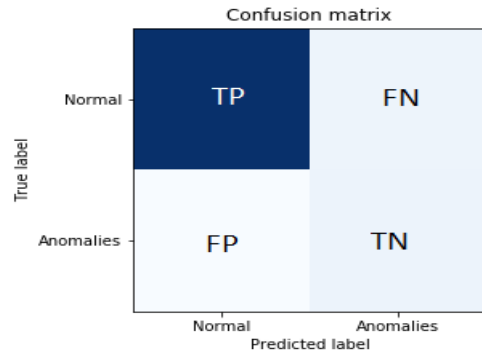 Confusion matrix
True label
Normal
TP
FN
Anomalies
FP
TN
Normal
Anomalies
Predicted label